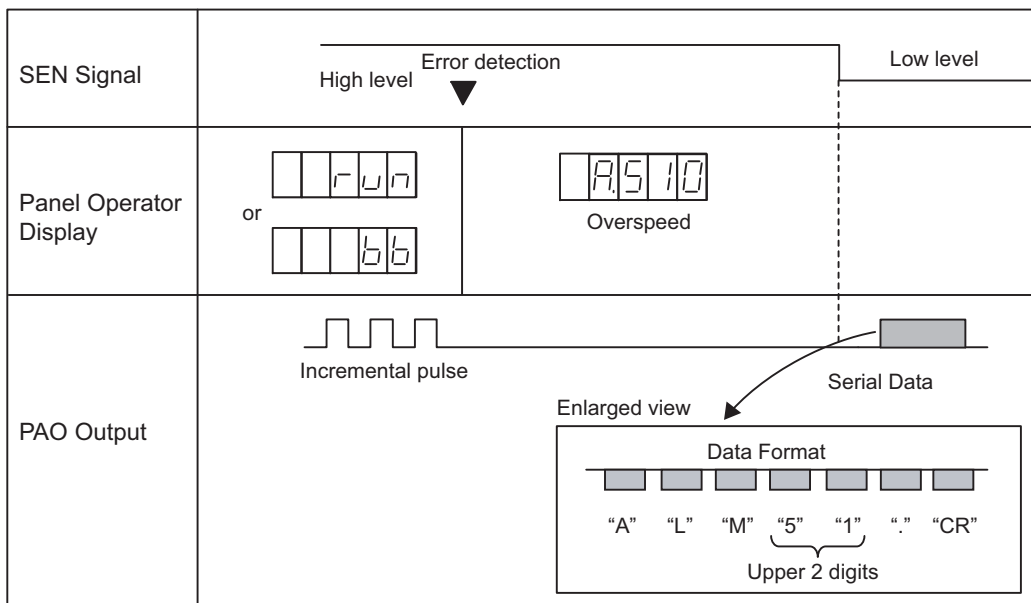 SEN Signal
High level
Error detection
Low level
Panel Operator
Display
run
or
bb
A.510
Overspeed
PAO Output
Incremental pulse
Serial Data
Enlarged view
Data Format
“A” “L” “M” “5” “1” “.” “CR”
Upper 2 digits